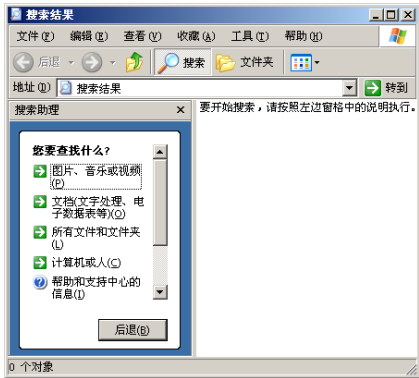 搜索结果
文件(F) 编辑(E) 查看(V) 收藏(A) 工具(T) 帮助(H)
后退 搜索 文件夹
地址(D) 搜索结果 转到
搜索助理
要开始搜索，请按照左边窗格中的说明执行。
您要查找什么?
图片、音乐或视频
(P)
文档(文字处理、电
子数据表等)(O)
所有文件和文件夹
(L)
计算机或人(C)
帮助和支持中心的
信息(I)
后退(B)
0 个对象